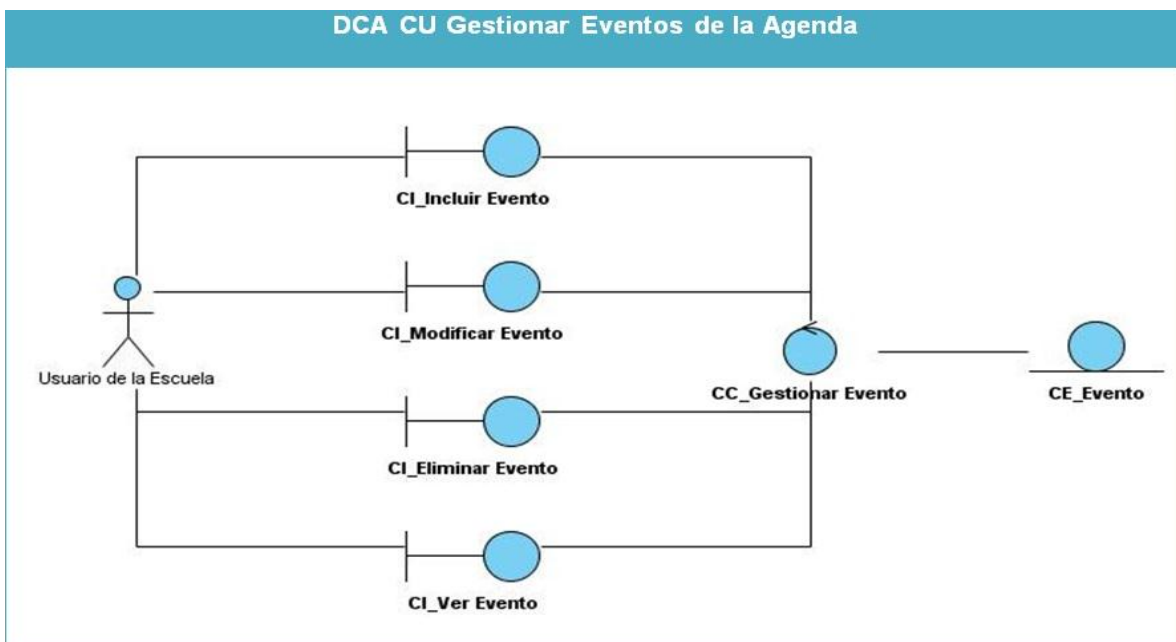 DCA CU Gestionar Eventos de la Agenda
CI_Incluir Evento
CI_Modificar Evento
Usuario de la Escuela
CC_Gestionar Evento
CE_Evento
CI_Eliminar Evento
CI_Ver Evento